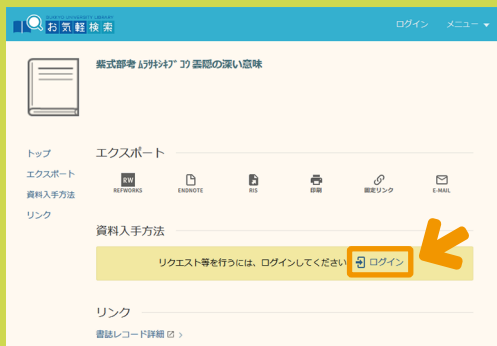 お気軽検索
ログイン
メニュー
紫式部考 ムラサキシキブ コウ 雲隠の深い意味
トップ
エクスポート
資料入手方法
リンク
エクスポート
RW
REFWORKS
ENDNOTE
RIS
印刷
固定リンク
E-MAIL
資料入手方法
リクエスト等を行うには、ログインしてください
ログイン
リンク
書誌レコード詳細